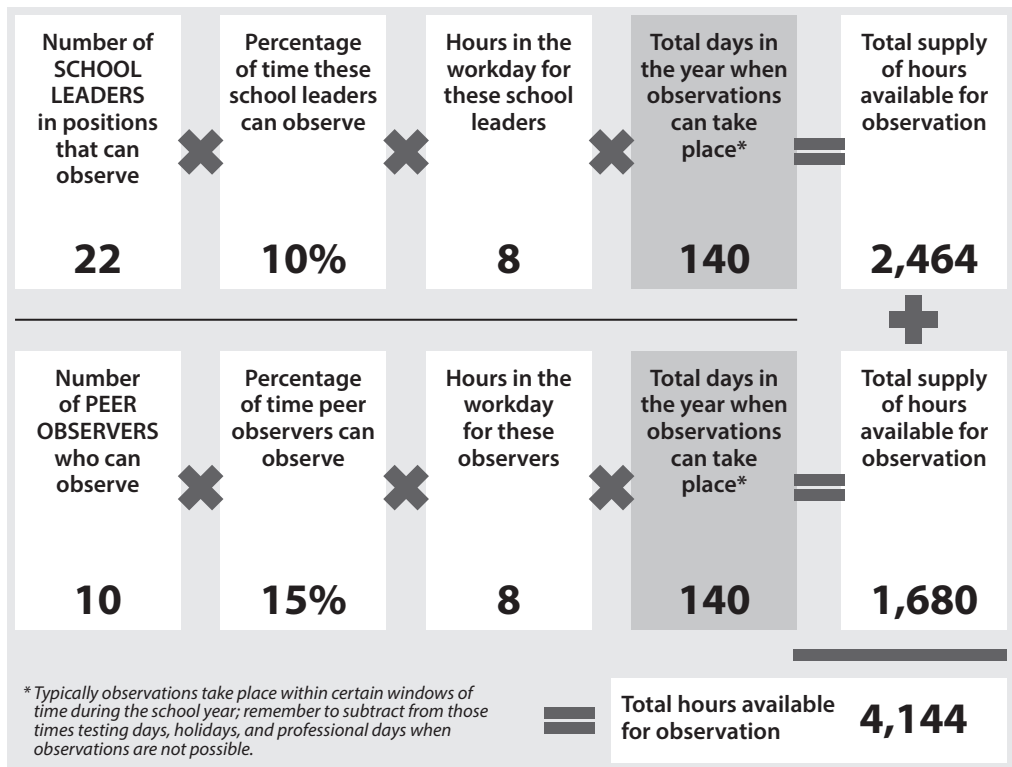 Number of
SCHOOL
LEADERS
in positions
that can
observe
22
Percentage
of time these
school leaders
can observe
10%
Hours in the
workday for
these school
leaders
8
Total days in
the year when
observations
can take
place*
140
Total supply
of hours
available for
observation
2,464
Number
of PEER
OBSERVERS
who can
observe
10
Percentage
of time peer
observers can
observe
15%
Hours in the
workday
for these
observers
8
Total days in
the year when
observations
can take
place*
140
Total supply
of hours
available for
observation
1,680
* Typically observations take place within certain windows of
time during the school year; remember to subtract from those
times testing days, holidays, and professional days when
observations are not possible.
Total hours available
for observation
4,144